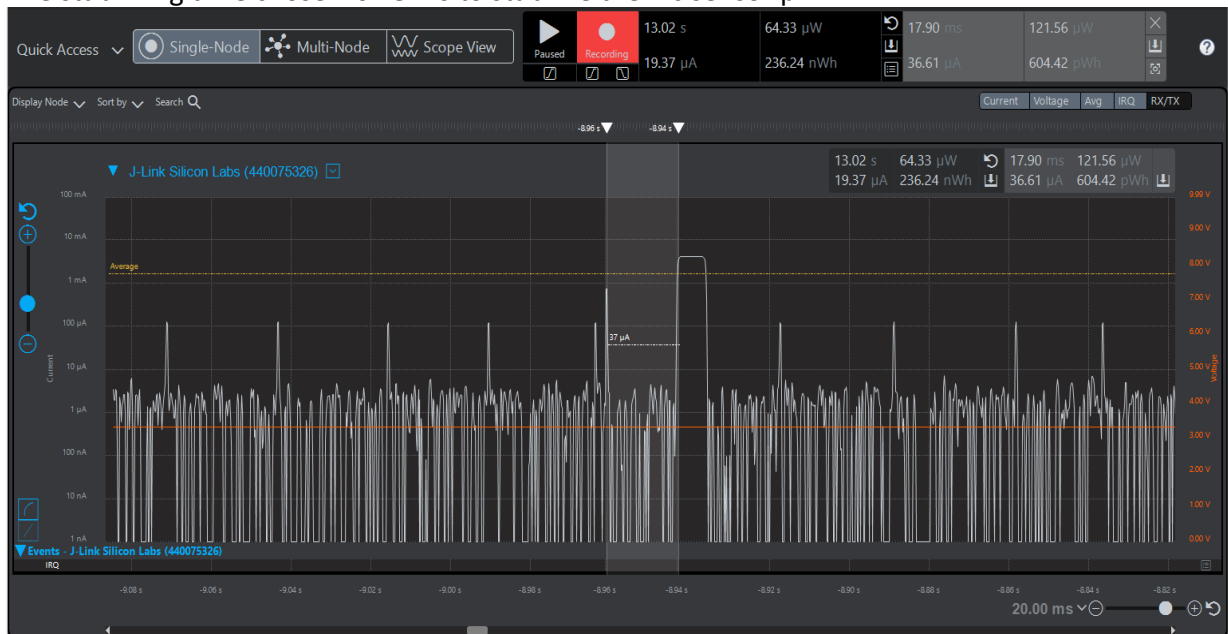 Quick Access
Single-Node
Multi-Node
Scope View
Paused
Recording
13.02 s
64.33 µW
19.37 µA
236.24 nWh
17.90 ms
121.56 µW
36.61 µA
604.42 pWh
?
Display Node
Sort by
Search
Current
Voltage
Avg
IRQ
RX/TX
-8.96 s
-8.94 s
J-Link Silicon Labs (440075326)
13.02 s 64.33 µW
19.37 µA 236.24 nWh
17.90 ms 121.56 µW
36.61 µA 604.42 pWh
100 mA
10 mA
1 mA
100 µA
10 µA
1 µA
100 nA
10 nA
1 nA
Current
Average
37 µA
9.99 V
9.00 V
8.00 V
7.00 V
6.00 V
5.00 V
4.00 V
3.00 V
2.00 V
1.00 V
0.00 V
Voltage
Events - J-Link Silicon Labs (440075326)
IRQ
-9.08 s
-9.06 s
-9.04 s
-9.02 s
-9.00 s
-8.98 s
-8.96 s
-8.94 s
-8.92 s
-8.90 s
-8.88 s
-8.86 s
-8.84 s
-8.82 s
20.00 ms